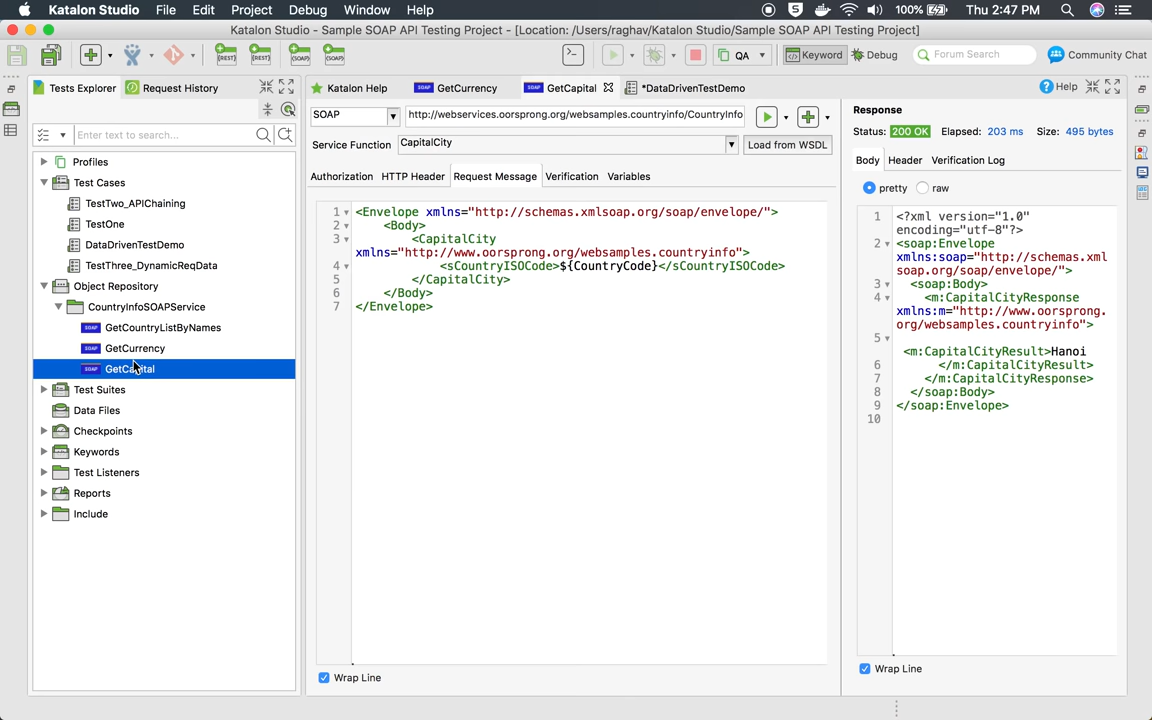 Katalon Studio File Edit Project Debug Window Help S 100% Thu 2:47 PM
Katalon Studio - Sample SOAP API Testing Project - [Location: /Users/raghav/Katalon Studio/Sample SOAP API Testing Project]
QA Keyword Debug Forum Search Community Chat
Tests Explorer Request History
Katalon Help GetCurrency GetCapital *DataDrivenTestDemo
Help
Enter text to search...
Profiles
Test Cases
TestTwo_APIChaining
TestOne
DataDrivenTestDemo
TestThree_DynamicReqData
Object Repository
CountryInfoSOAPService
GetCountryListByNames
GetCurrency
GetCapital
Test Suites
Data Files
Checkpoints
Keywords
Test Listeners
Reports
Include
SOAP http://webservices.oorsprong.org/websamples.countryinfo/CountryInfo
Service Function CapitalCity Load from WSDL
Authorization HTTP Header Request Message Verification Variables
1 <Envelope xmlns="http://schemas.xmlsoap.org/soap/envelope/">
2 <Body>
3 <CapitalCity
xmlns="http://www.oorsprong.org/websamples.countryinfo">
4 <sCountryISOCode>${CountryCode}</sCountryISOCode>
5 </CapitalCity>
6 </Body>
7 </Envelope>
Wrap Line
Response
Status: 200 OK Elapsed: 203 ms Size: 495 bytes
Body Header Verification Log
pretty raw
1 <?xml version="1.0"
encoding="utf-8"?>
2 <soap:Envelope
xmlns:soap="http://schemas.xml
soap.org/soap/envelope/">
3 <soap:Body>
4 <m:CapitalCityResponse
xmlns:m="http://www.oorsprong.
org/websamples.countryinfo">
5
<m:CapitalCityResult>Hanoi
6 </m:CapitalCityResult>
7 </m:CapitalCityResponse>
8 </soap:Body>
9 </soap:Envelope>
10
Wrap Line